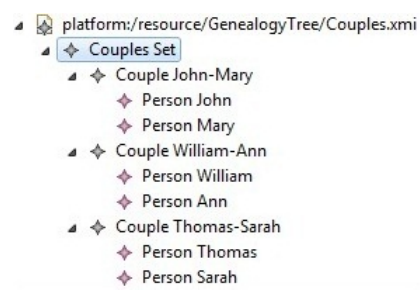 platform:/resource/GenealogyTree/Couples.xmi
Couples Set
Couple John-Mary
Person John
Person Mary
Couple William-Ann
Person William
Person Ann
Couple Thomas-Sarah
Person Thomas
Person Sarah